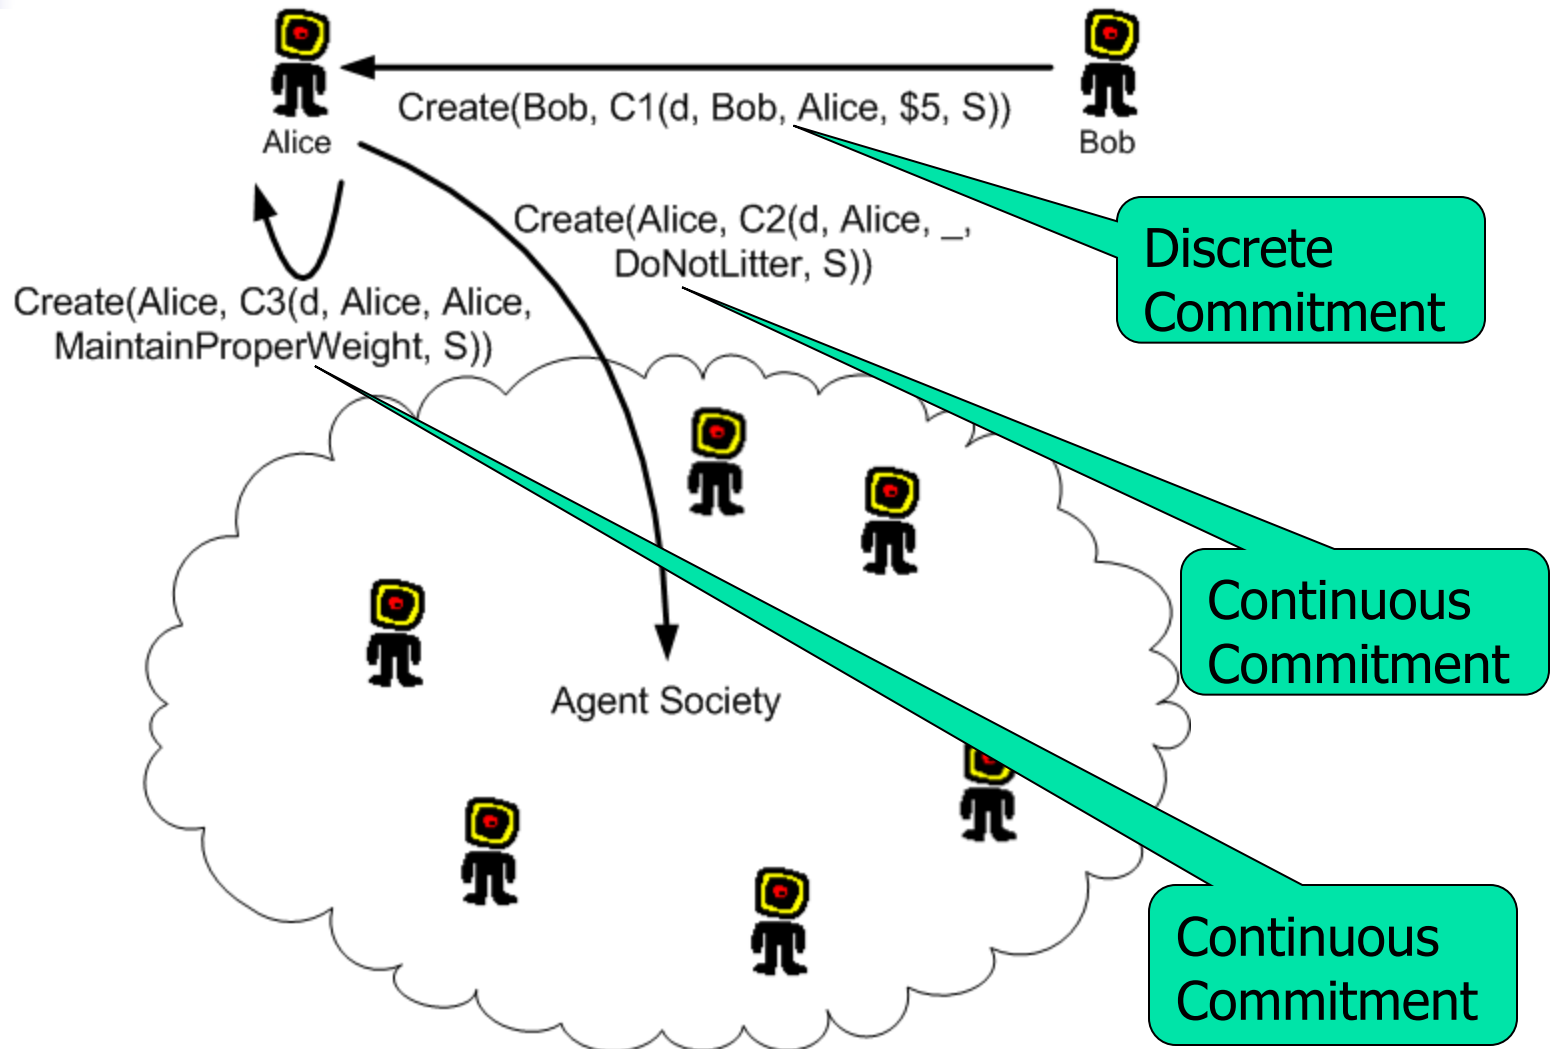 Create(Bob, C1(d, Bob, Alice, $5, S))
Alice
Bob
Create(Alice, C2(d, Alice, _,
DoNotLitter, S))
Discrete
Commitment
Create(Alice, C3(d, Alice, Alice,
MaintainProperWeight, S))
Continuous
Commitment
Agent Society
Continuous
Commitment